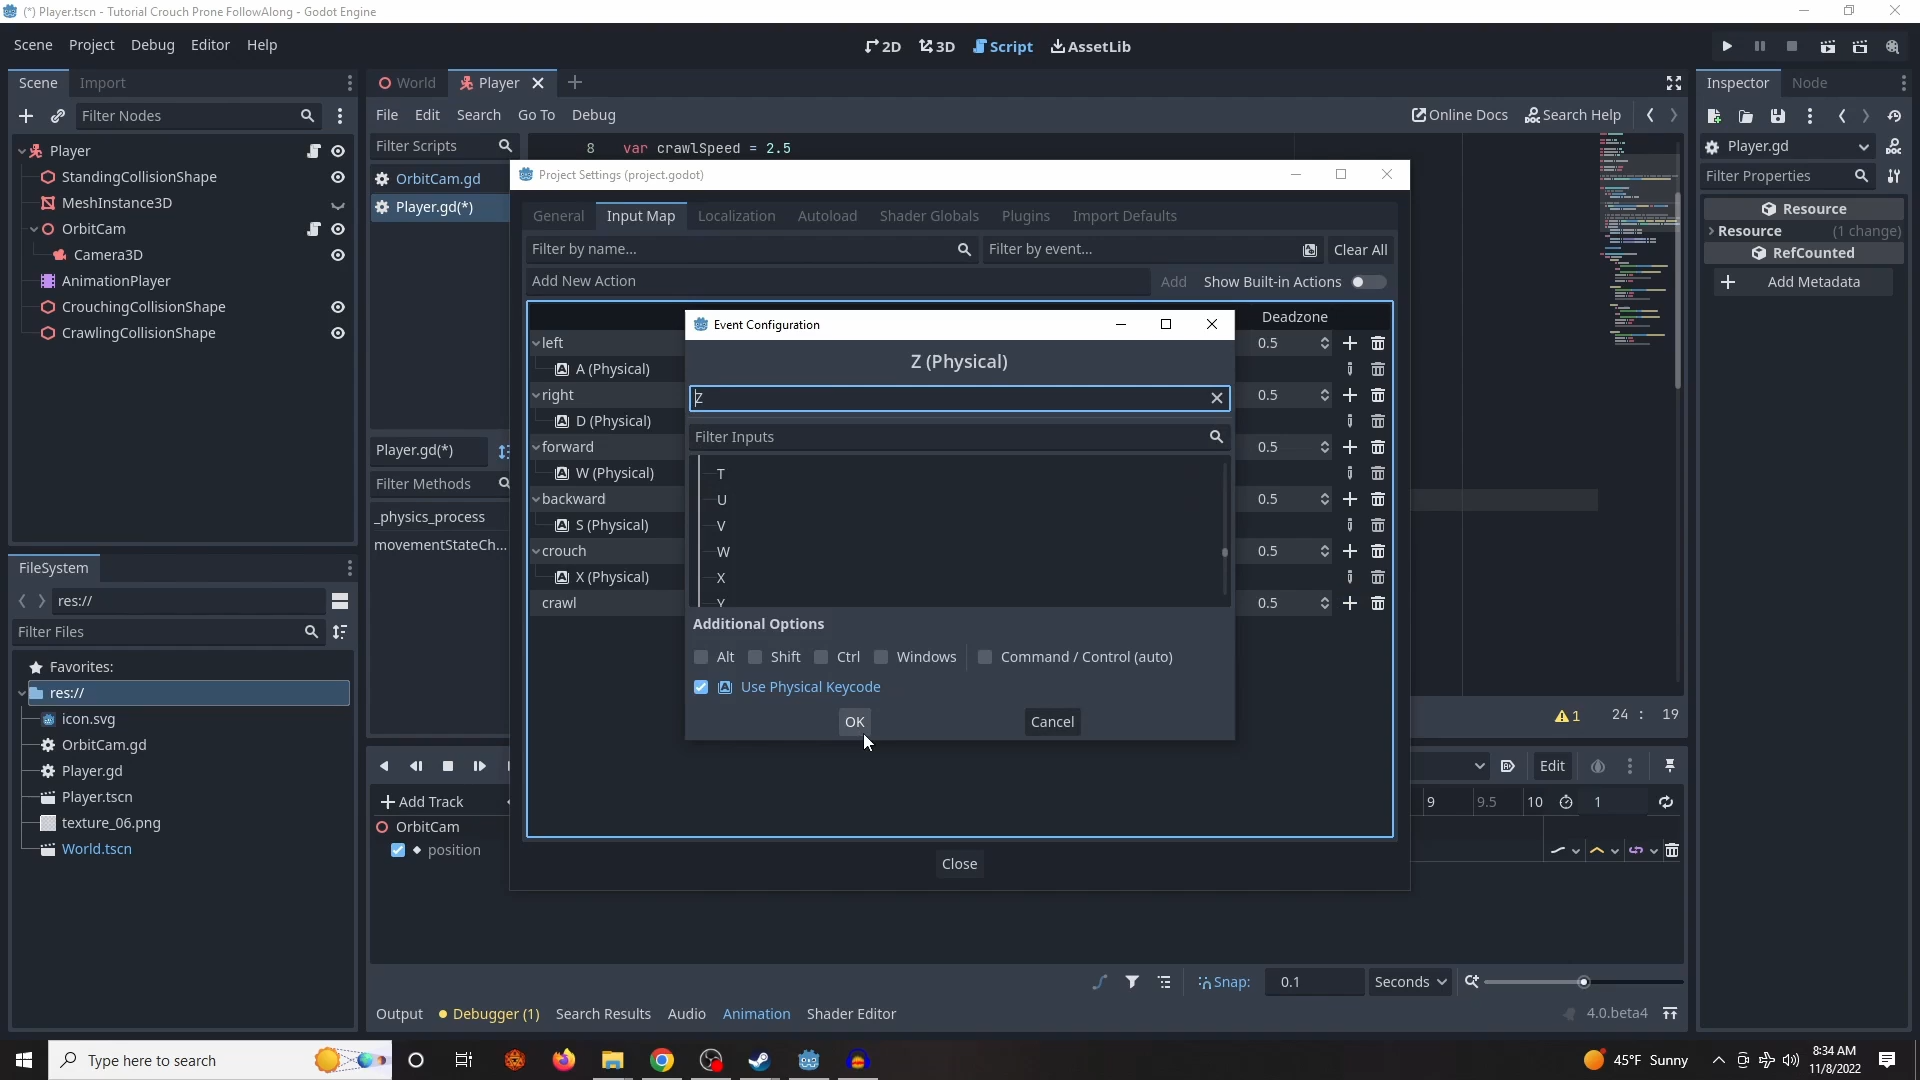 (*) Player.tscn - Tutorial Crouch Prone FollowAlong - Godot Engine
Scene Project Debug Editor Help
2D 3D Script AssetLib
Scene Import
World Player
Inspector Node
Filter Nodes
File Edit Search Go To Debug
Online Docs Search Help
Filter Scripts
8 var crawlSpeed = 2.5
Player.gd
Player
OrbitCam.gd
Project Settings (project.godot)
Filter Properties
StandingCollisionShape
MeshInstance3D
Player.gd(*)
General Input Map Localization Autoload Shader Globals Plugins Import Defaults
Resource
OrbitCam
Resource (1 change)
Camera3D
Filter by name...
Filter by event...
Clear All
RefCounted
AnimationPlayer
Add New Action
Add
Show Built-in Actions
Add Metadata
CrouchingCollisionShape
CrawlingCollisionShape
Deadzone
Event Configuration
left 0.5
A (Physical)
Z (Physical)
right 0.5
Z
D (Physical)
forward 0.5
Filter Inputs
W (Physical)
T
backward 0.5
U
S (Physical)
V
crouch 0.5
W
X (Physical)
X
crawl 0.5
Y
Additional Options
Alt Shift Ctrl Windows Command / Control (auto)
Use Physical Keycode
OK Cancel
Close
Player.gd(*)
Filter Methods
_physics_process
movementStateCh...
1 24 : 19
FileSystem
res://
Filter Files
Favorites:
res://
icon.svg
OrbitCam.gd
Player.gd
Player.tscn
texture_06.png
World.tscn
Edit
Add Track
9 9.5 10 1
OrbitCam
position
Snap: 0.1 Seconds
Output Debugger (1) Search Results Audio Animation Shader Editor
4.0.beta4
Type here to search
45°F Sunny
8:34 AM
11/8/2022